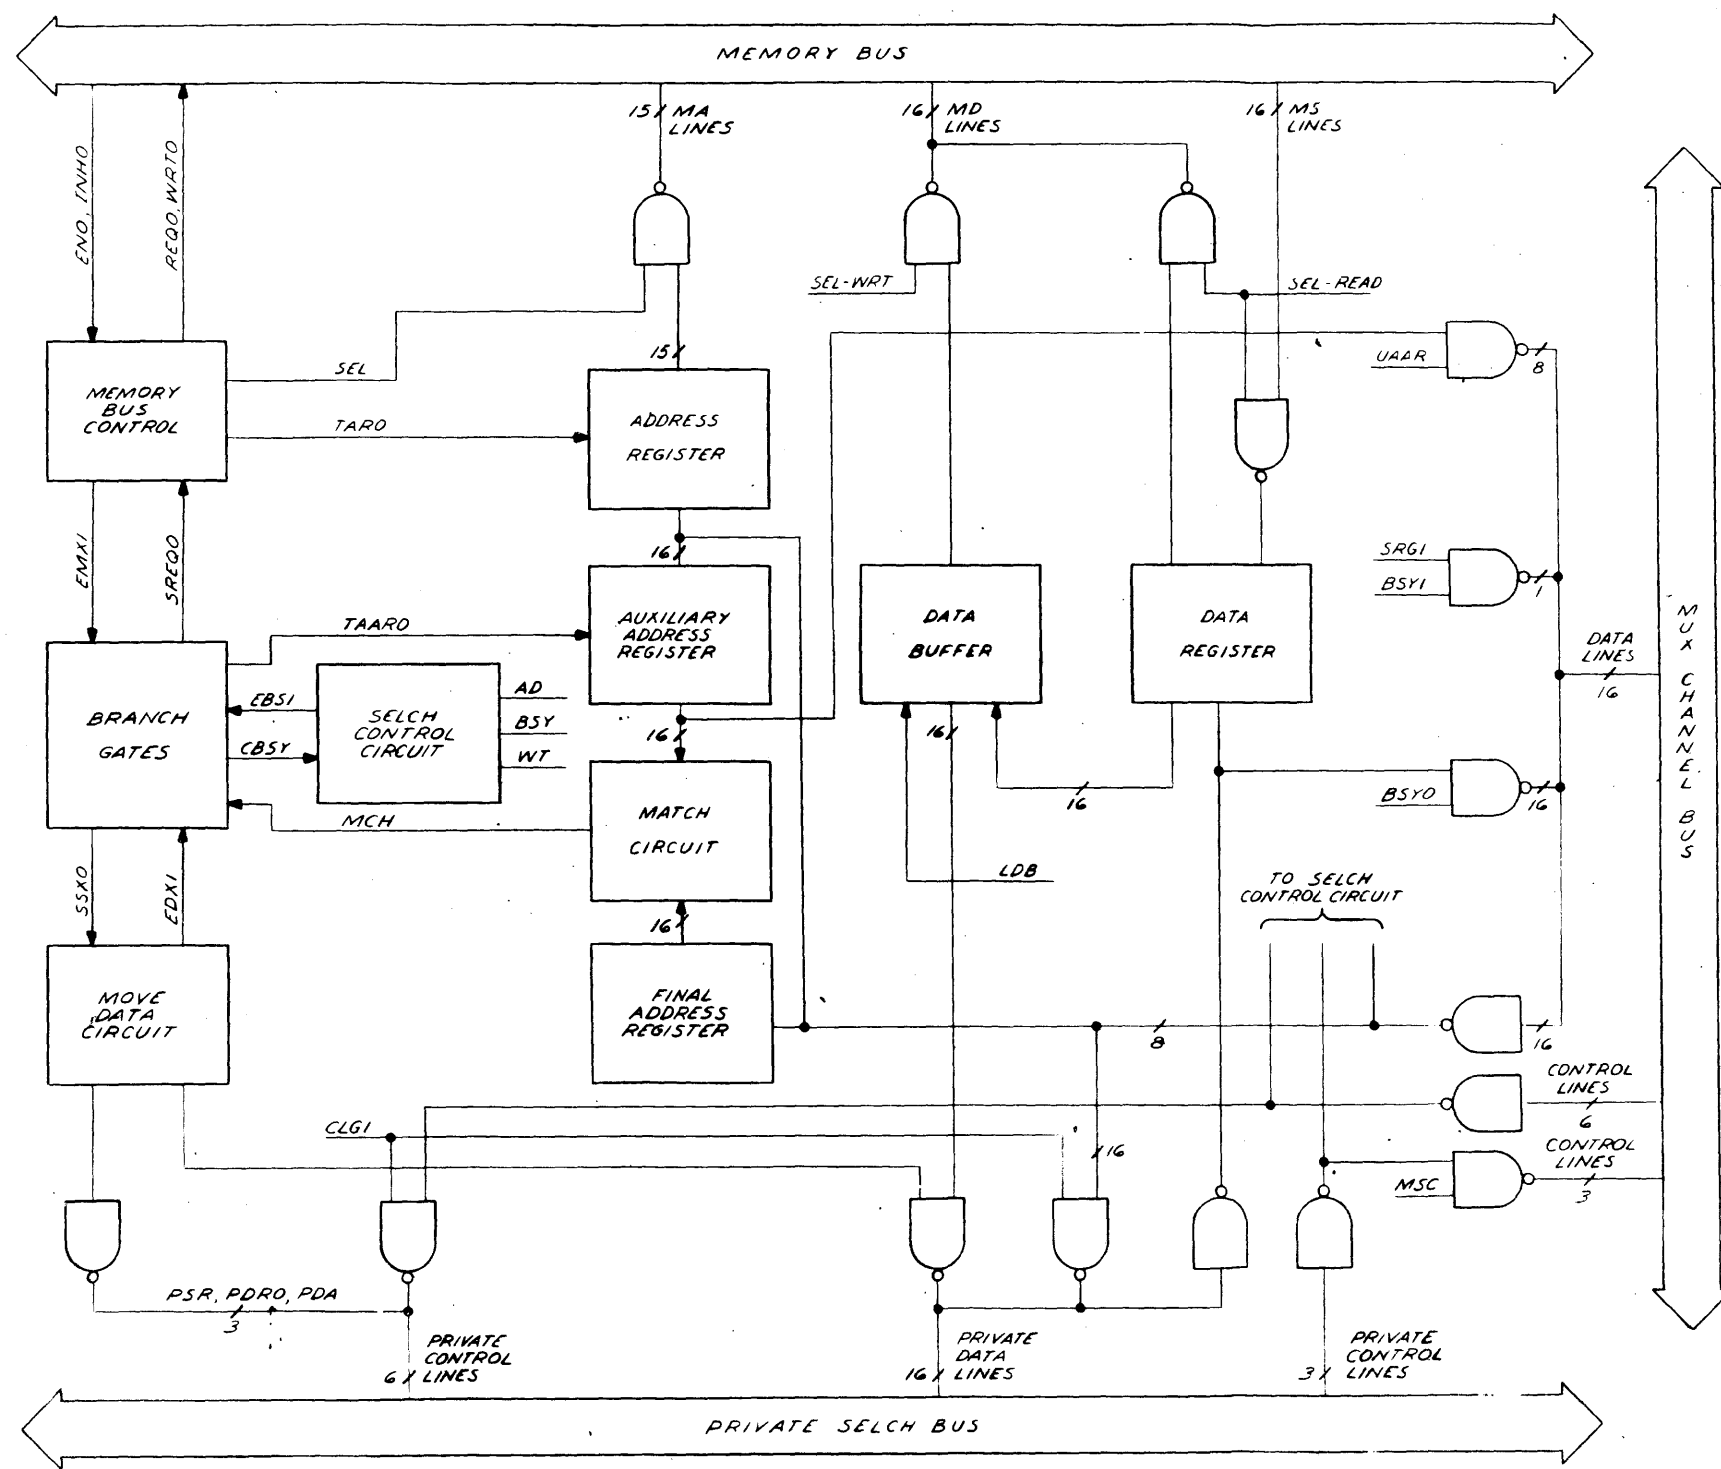 MEMORY BUS
15 MA
LINES
16 MD
LINES
16 MS
LINES
ENO, INHO
REQO, WRTO
SEL-WRT
SEL-READ
UAAR
8
MEMORY
BUS
CONTROL
SEL
TARO
15
ADDRESS
REGISTER
EMXI
SREQO
16
SRGI
BSYI
1
TAARO
AUXILIARY
ADDRESS
REGISTER
DATA
BUFFER
DATA
REGISTER
DATA
LINES
16
MUX CHANNEL BUS
BRANCH
GATES
EBSI
CBSY
SELCH
CONTROL
CIRCUIT
AD
BSY
WT
16
16
16
BSYO
16
MCH
MATCH
CIRCUIT
LDB
SSXO
EDXI
16
TO SELCH
CONTROL CIRCUIT
MOVE
DATA
CIRCUIT
FINAL
ADDRESS
REGISTER
8
16
CONTROL
LINES
6
CLGI
16
CONTROL
LINES
3
MSC
PSR, PDRO, PDA
3
PRIVATE
CONTROL
6 LINES
PRIVATE
DATA
16 LINES
PRIVATE
CONTROL
3 LINES
PRIVATE SELCH BUS